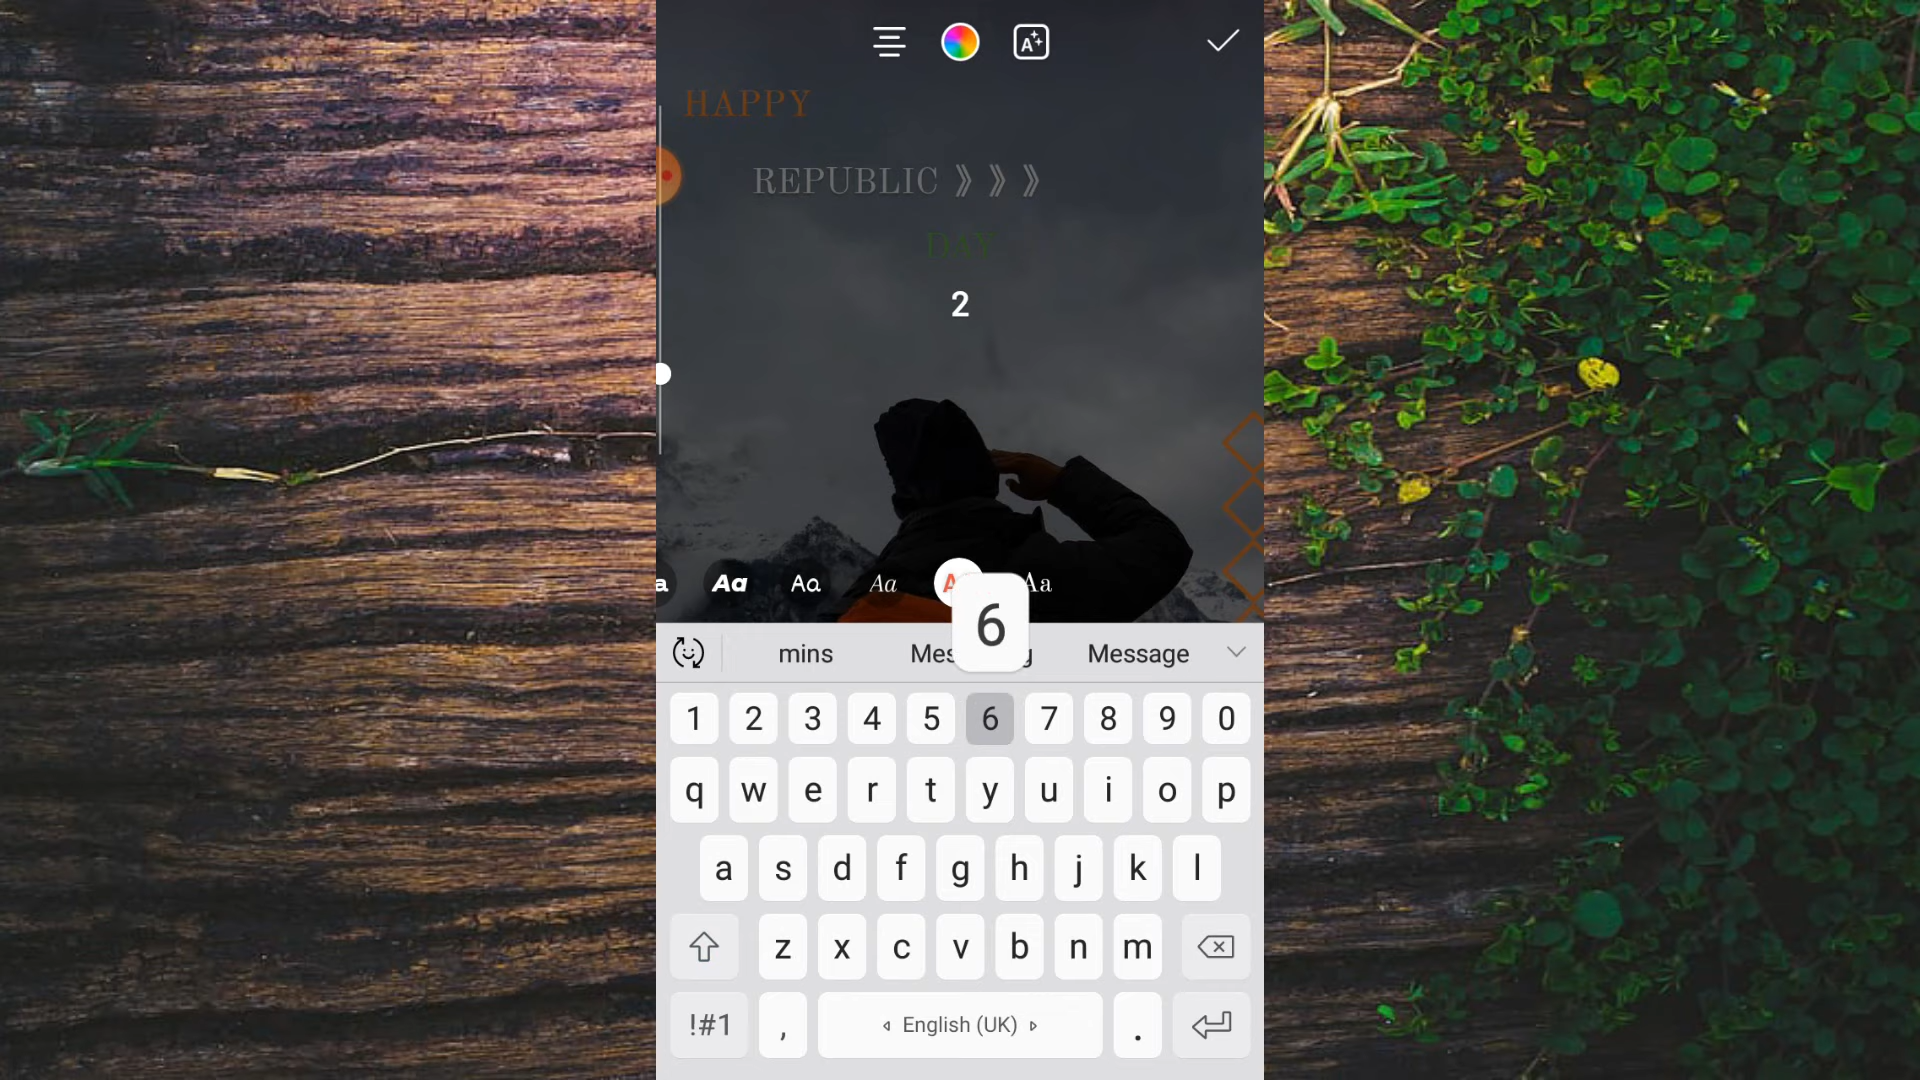 HAPPY
REPUBLIC 》》》
DAY
2
a Aa Aa Aa A Aa
6
mins Message
1 2 3 4 5 6 7 8 9 0
q w e r t y u i o p
a s d f g h j k l
z x c v b n m
!#1 , English (UK) .